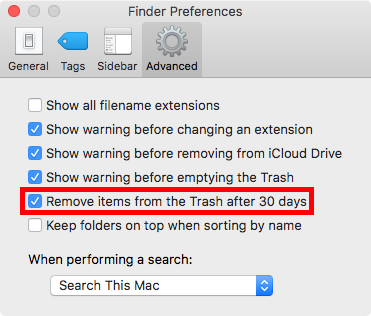 Finder Preferences
General Tags Sidebar Advanced
Show all filename extensions
Show warning before changing an extension
Show warning before removing from iCloud Drive
Show warning before emptying the Trash
Remove items from the Trash after 30 days
Keep folders on top when sorting by name
When performing a search:
Search This Mac